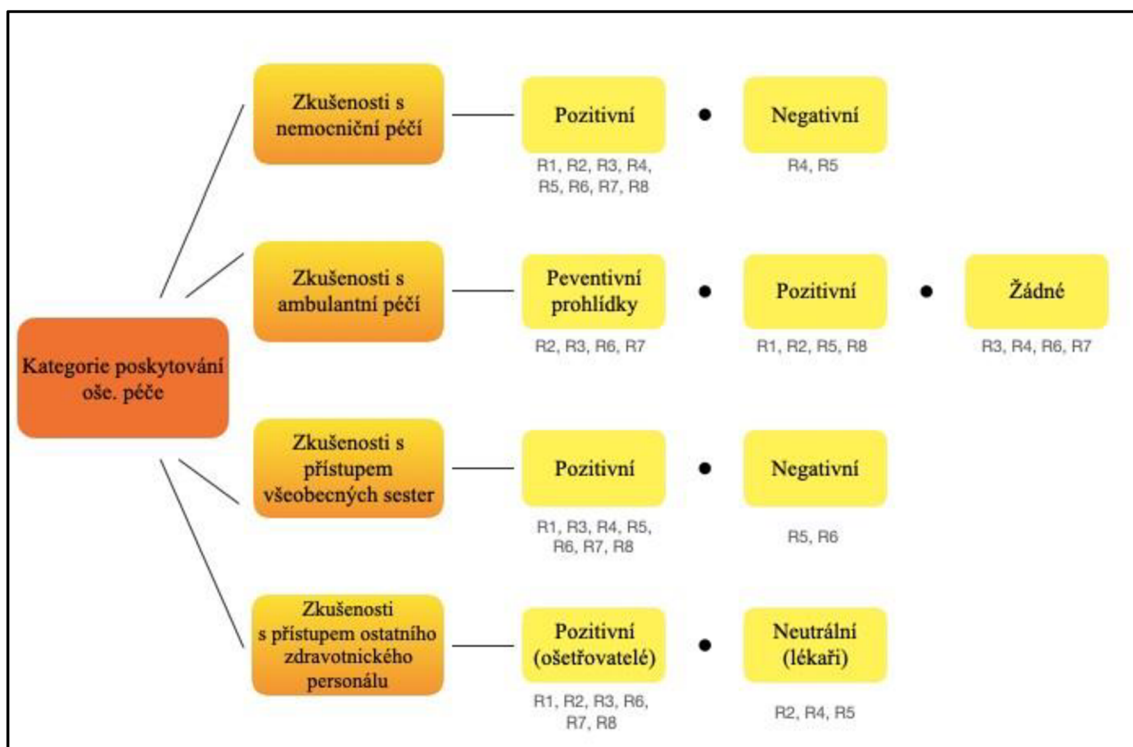 Zkušenosti s
nemocniční péčí
Pozitivní
R1, R2, R3, R4,
R5, R6, R7, R8
Negativní
R4, R5
Zkušenosti s
ambulantní péčí
Peventivní
prohlídky
R2, R3, R6, R7
Pozitivní
R1, R2, R5, R8
Žádné
R3, R4, R6, R7
Kategorie poskytování
oše. péče
Zkušenosti s
přístupem
všeobecných sester
Pozitivní
R1, R3, R4, R5,
R6, R7, R8
Negativní
R5, R6
Zkušenosti
s přístupem ostatního
zdravotnického
personálu
Pozitivní
(ošetřovatelé)
R1, R2, R3, R6,
R7, R8
Neutrální
(lékaři)
R2, R4, R5